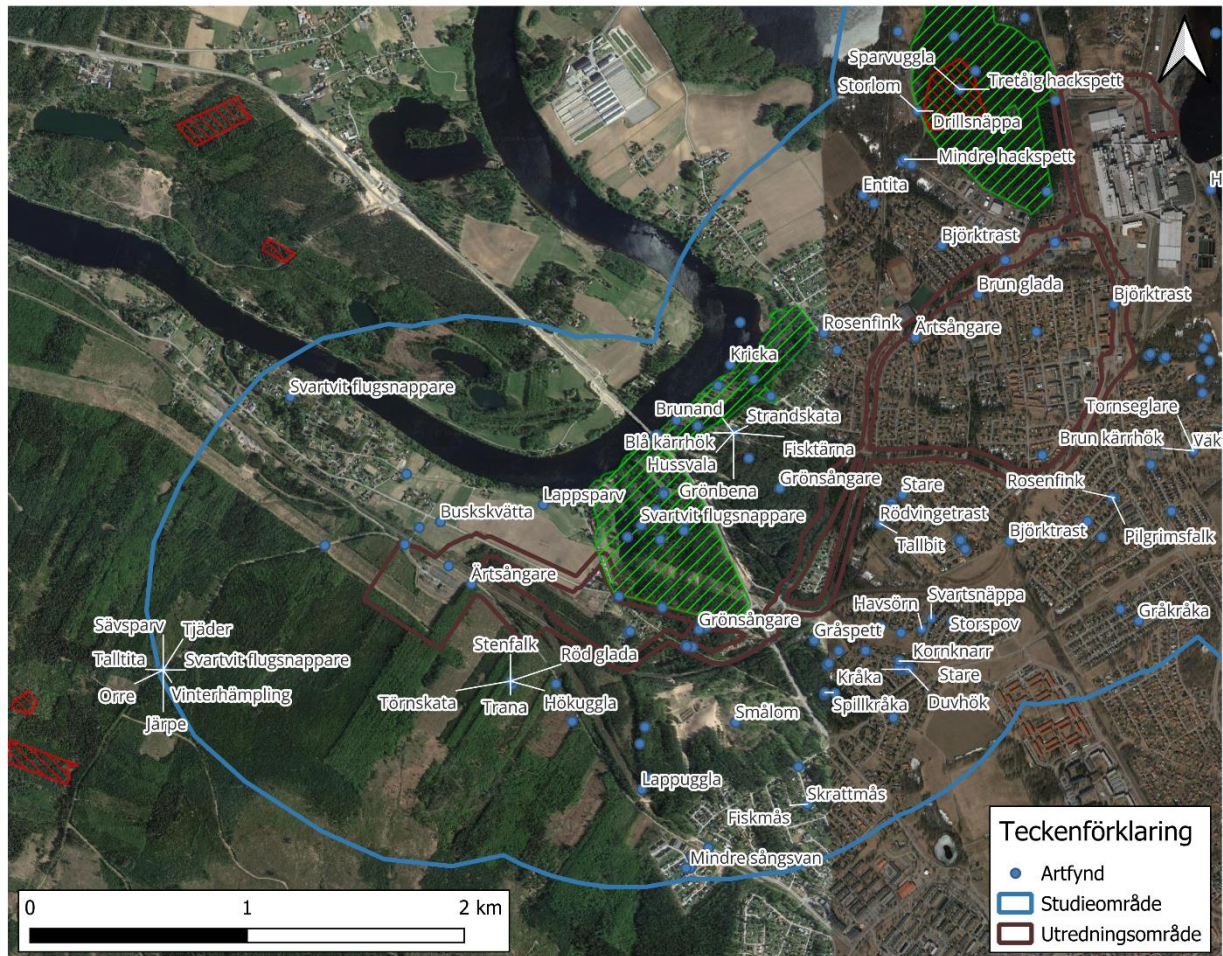 Sparvuggla
Tretåig hackspett
Storlom
Drillsnäppa
Mindre hackspett
Entita
Björktrast
Brun glada
Björktrast
Rosenfink
Ärtsångare
Kricka
Svartvit flugsnappare
Brunand
Strandskata
Tornseglare
Blå kärrhök
Fisktärna
Brun kärrhök
Hussvala
Grönsångare
Grönbena
Rosenfink
Lappsparv
Stare
Buskskvätta
Svartvit flugsnappare
Rödvingetrast
Björktrast
Tallbit
Pilgrimsfalk
Ärtsångare
Svartsnäppa
Havsörn
Storspov
Gråkråka
Grönsångare
Gråspett
Sävsparv
Tjäder
Stenfalk
Röd glada
Kornknarr
Talltita
Svartvit flugsnappare
Kråka
Stare
Orre
Vinterhämpling
Törnskata
Trana
Hökuggla
Spillkråka
Duvhök
Järpe
Smålom
Lappuggla
Skrattmås
Fiskmås
Mindre sångsvan
Teckenförklaring
Artfynd
Studieområde
Utredningsområde
0 1 2 km